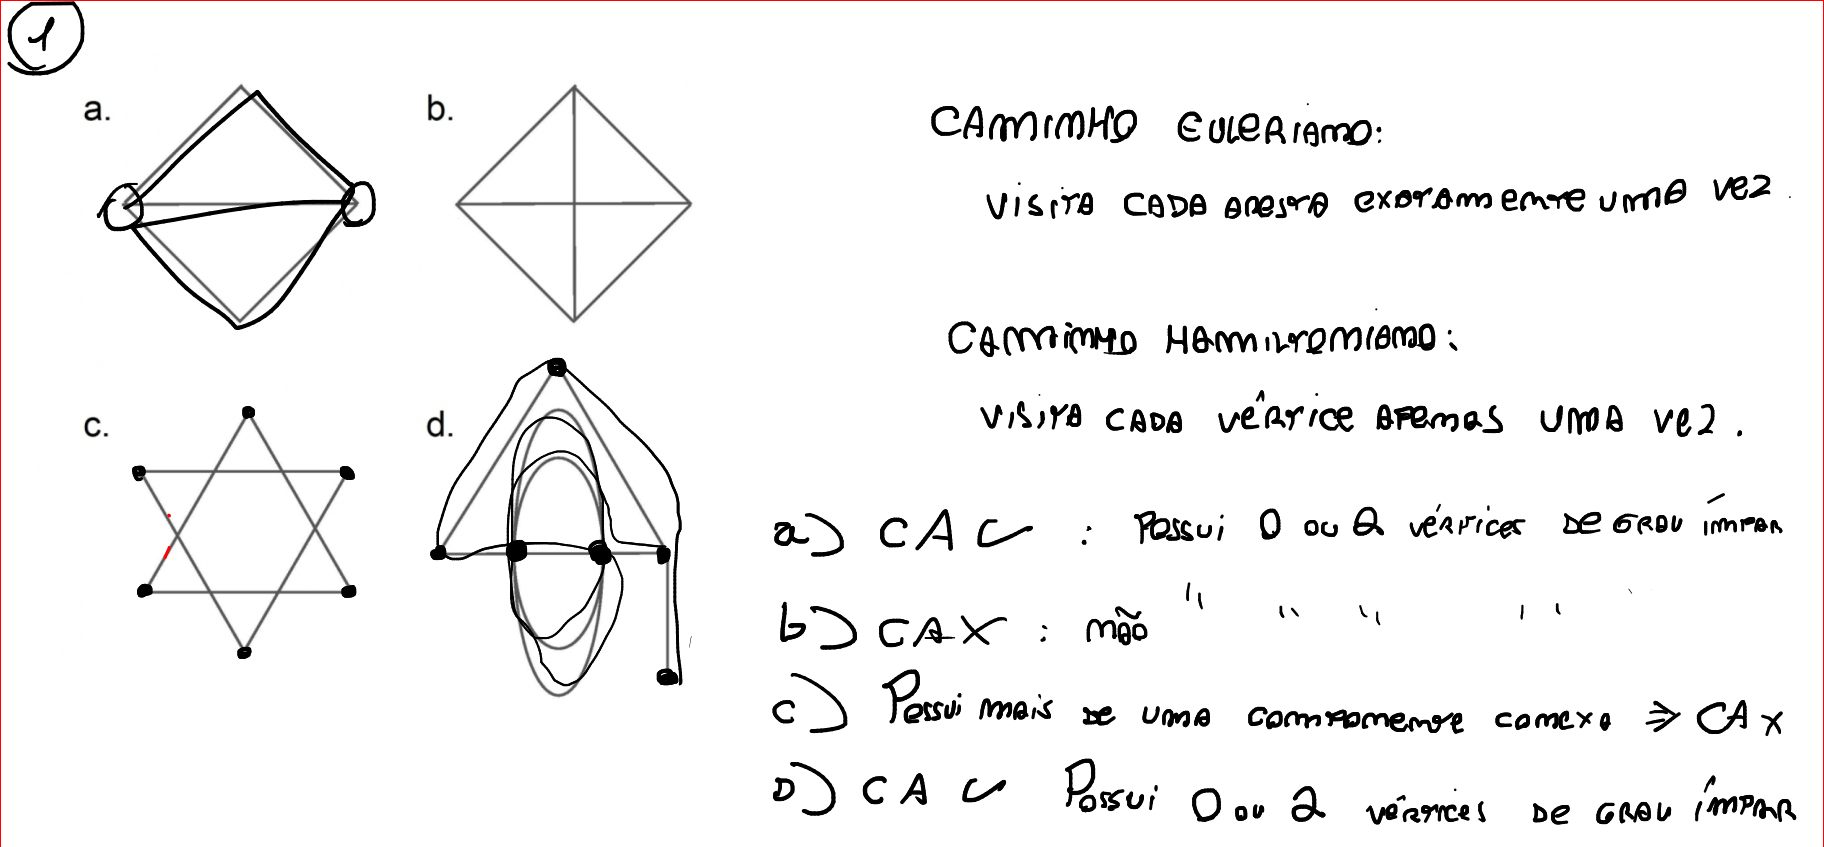 1
a.
b.
CAMINHO EULERIANO:
VISITA CADA ARESTA EXATAMENTE UMA VEZ.
CAMINHO HAMILTONIANO:
VISITA CADA VÉRTICE APENAS UMA VEZ.
c.
d.
a) CA ✓ : POSSUI 0 OU 2 VÉRTICES DE GRAU ÍMPAR
b) CA X : NÃO " " " "
c) POSSUI MAIS DE UMA COMPONENTE CONEXA ⇒ CA X
D) CA ✓ POSSUI 0 OU 2 VÉRTICES DE GRAU ÍMPAR